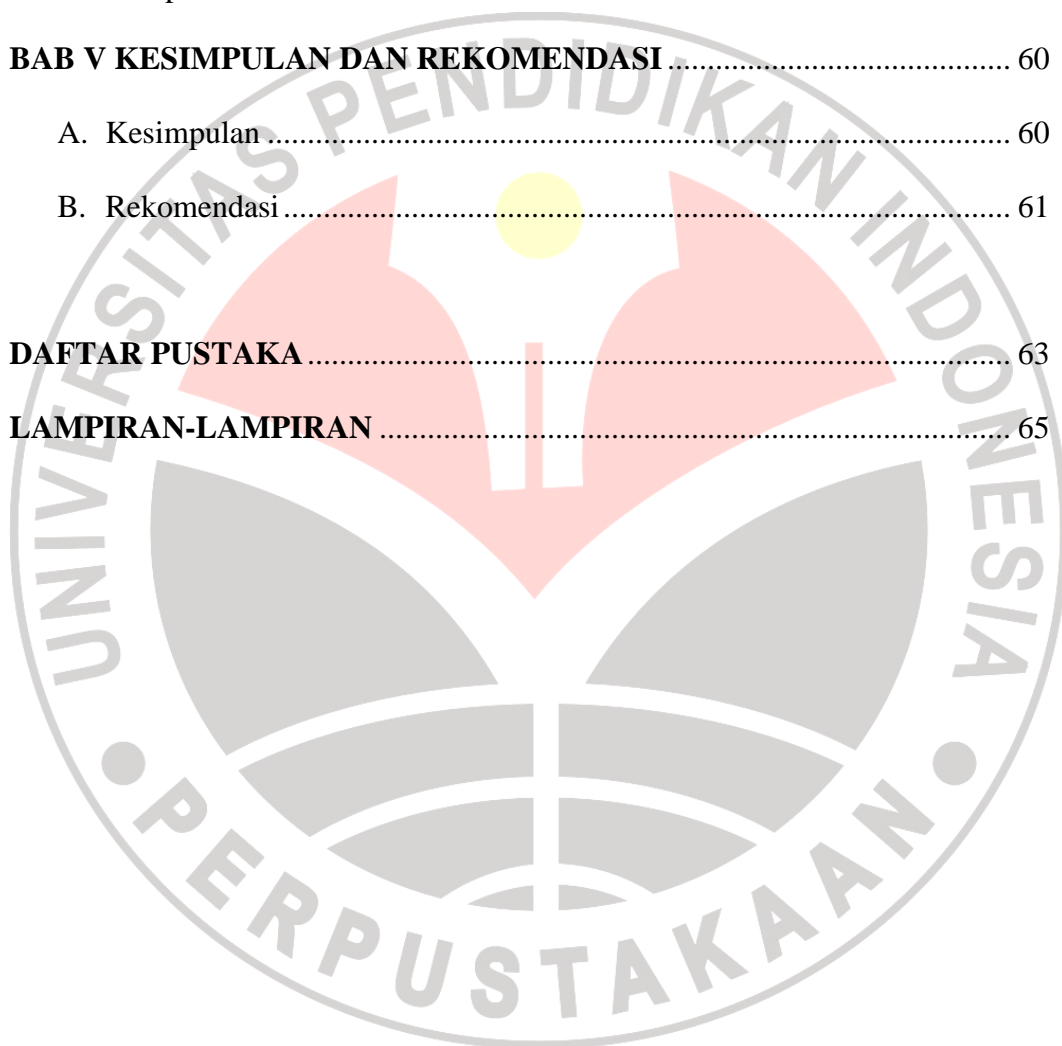 BAB V KESIMPULAN DAN REKOMENDASI ........................................ 60
A. Kesimpulan ........................................ 60
B. Rekomendasi ........................................ 61
DAFTAR PUSTAKA ........................................ 63
LAMPIRAN-LAMPIRAN ........................................ 65
UNIVERSITAS PENDIDIKAN INDONESIA
PERPUSTAKAAN